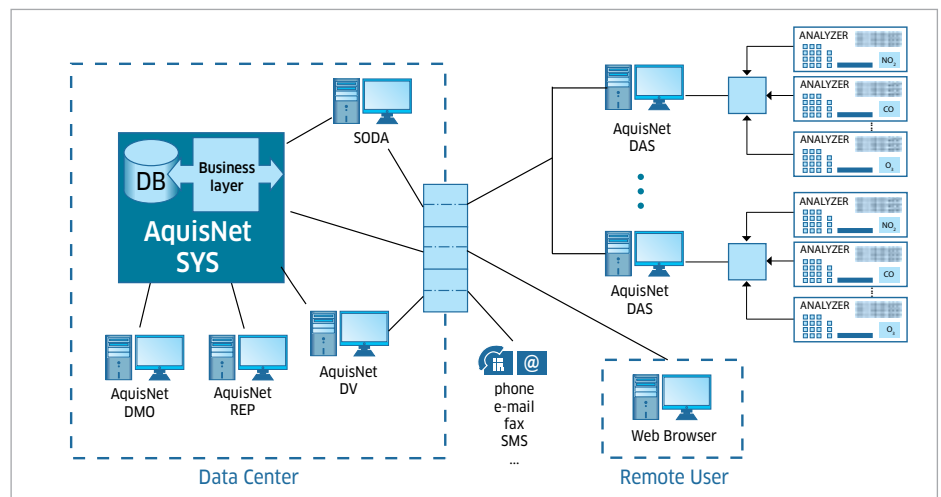 SODA
DB
Business
layer
AquisNet
SYS
AquisNet
DMO
AquisNet
REP
AquisNet
DV
Data Center
phone
e-mail
fax
SMS
...
@
AquisNet
DAS
AquisNet
DAS
Web Browser
Remote User
ANALYZER
NO₂
ANALYZER
CO
ANALYZER
O₃
ANALYZER
NO₂
ANALYZER
CO
ANALYZER
O₃